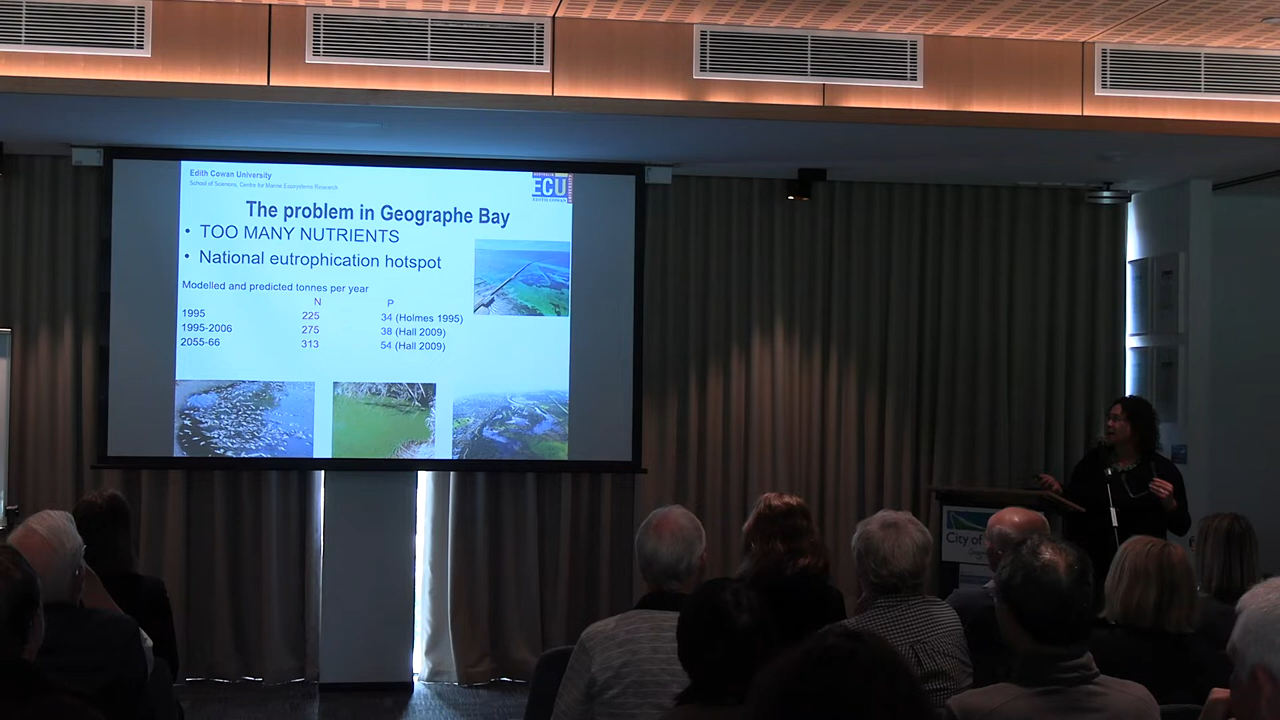 Edith Cowan University
School of Sciences, Centre for Marine Ecosystems Research
ECU
EDITH COWAN
The problem in Geographe Bay
• TOO MANY NUTRIENTS
• National eutrophication hotspot
Modelled and predicted tonnes per year
N P
1995 225 34 (Holmes 1995)
1995-2006 275 38 (Hall 2009)
2055-66 313 54 (Hall 2009)
City of